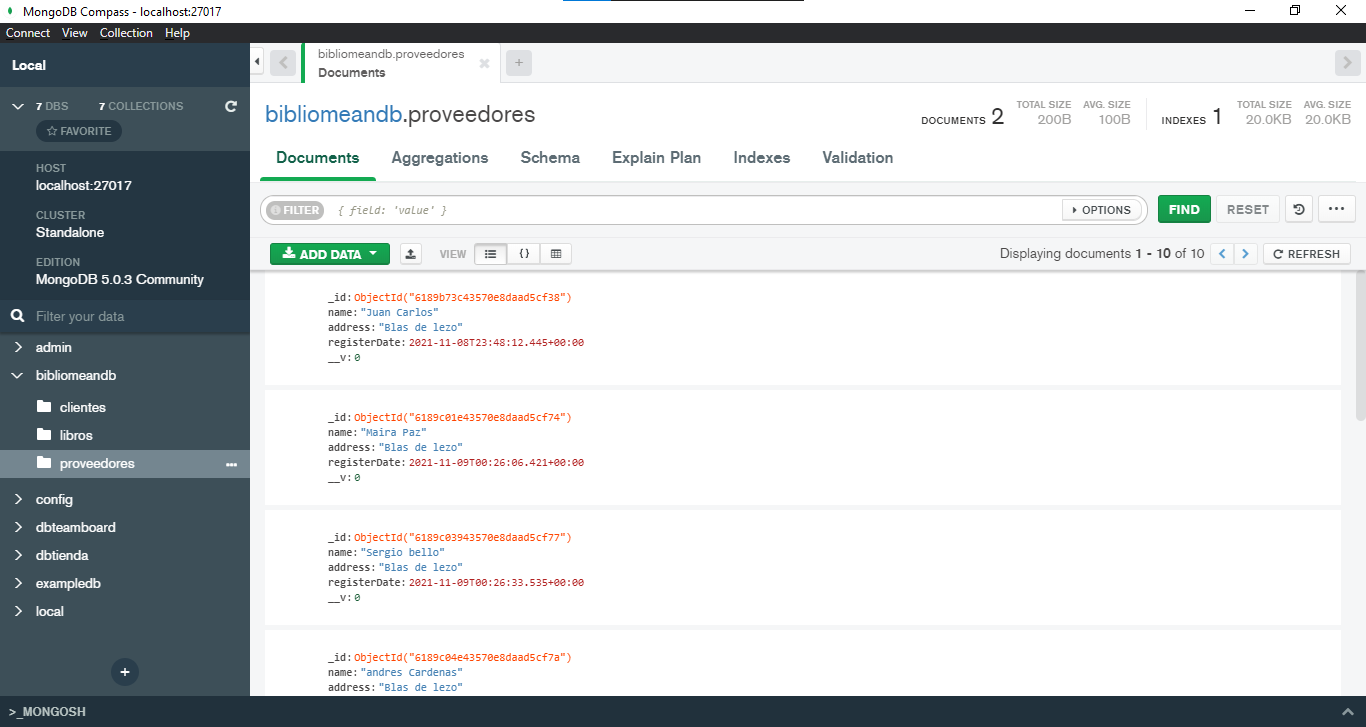 MongoDB Compass - localhost:27017
Connect View Collection Help
Local
7 DBS 7 COLLECTIONS
FAVORITE
HOST
localhost:27017
CLUSTER
Standalone
EDITION
MongoDB 5.0.3 Community
Filter your data
admin
bibliomeandb
clientes
libros
proveedores
config
dbteamboard
dbtienda
exampledb
local
+
bibliomeandb.proveedores
Documents
+
bibliomeandb.proveedores
DOCUMENTS 2 TOTAL SIZE 200B AVG. SIZE 100B INDEXES 1 TOTAL SIZE 20.0KB AVG. SIZE 20.0KB
Documents Aggregations Schema Explain Plan Indexes Validation
FILTER { field: 'value' } OPTIONS FIND RESET
ADD DATA VIEW {} Displaying documents 1 - 10 of 10 REFRESH
_id: ObjectId("6189b73c43570e8daad5cf38")
name: "Juan Carlos"
address: "Blas de lezo"
registerDate: 2021-11-08T23:48:12.445+00:00
__v: 0
_id: ObjectId("6189c01e43570e8daad5cf74")
name: "Maira Paz"
address: "Blas de lezo"
registerDate: 2021-11-09T00:26:06.421+00:00
__v: 0
_id: ObjectId("6189c03943570e8daad5cf77")
name: "Sergio bello"
address: "Blas de lezo"
registerDate: 2021-11-09T00:26:33.535+00:00
__v: 0
_id: ObjectId("6189c04e43570e8daad5cf7a")
name: "andres Cardenas"
address: "Blas de lezo"
>_MONGOSH